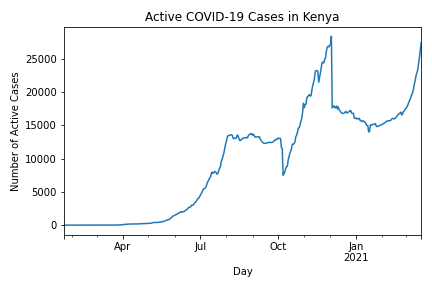 Active COVID-19 Cases in Kenya
Number of Active Cases
25000
20000
15000
10000
5000
0
Apr
Jul
Oct
Jan
2021
Day